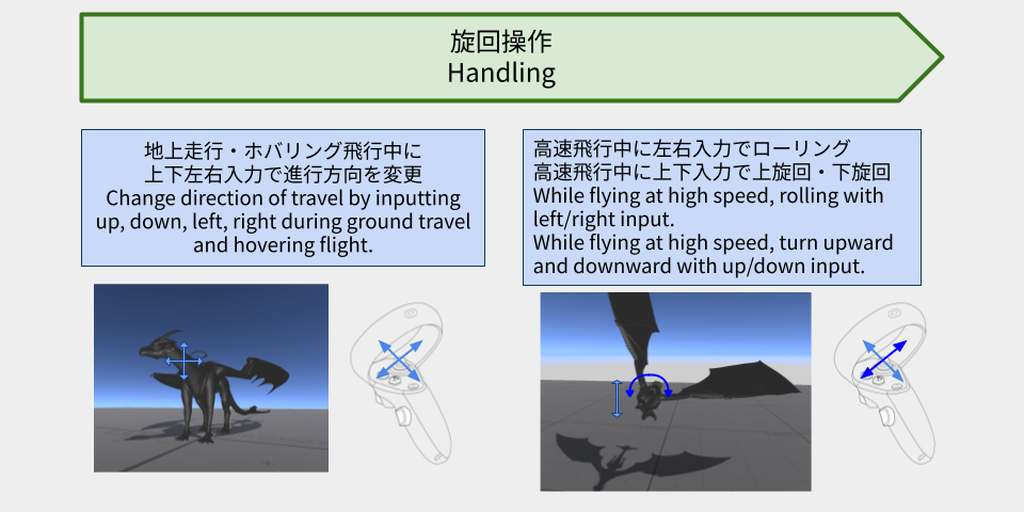 旋回操作
Handling
地上走行・ホバリング飛行中に
上下左右入力で進行方向を変更
Change direction of travel by inputting
up, down, left, right during ground travel
and hovering flight.
高速飛行中に左右入力でローリング
高速飛行中に上下入力で上旋回・下旋回
While flying at high speed, rolling with
left/right input.
While flying at high speed, turn upward
and downward with up/down input.